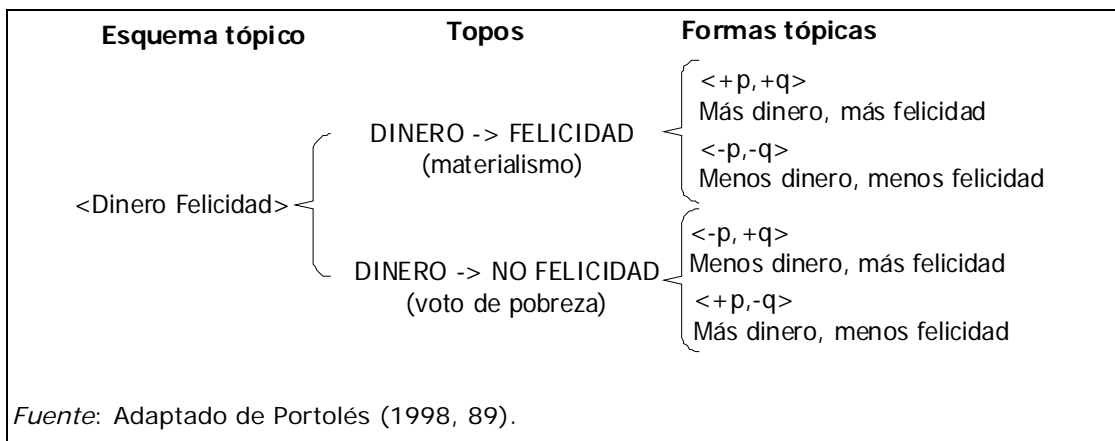 Esquema tópico Topos Formas tópicas
<+p,+q>
Más dinero, más felicidad
DINERO -> FELICIDAD
(materialismo)
<-p,-q>
Menos dinero, menos felicidad
<Dinero Felicidad>
<-p,+q>
Menos dinero, más felicidad
DINERO -> NO FELICIDAD
(voto de pobreza)
<+p,-q>
Más dinero, menos felicidad
Fuente: Adaptado de Portolés (1998, 89).